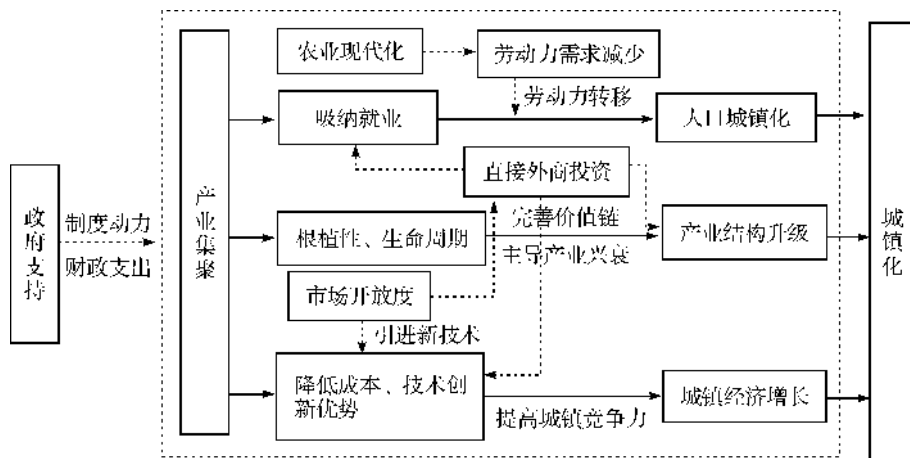 农业现代化
劳动力需求减少
劳动力转移
吸纳就业
人口城镇化
直接外商投资
政府支持
制度动力
财政支出
产业集聚
完善价值链
根植性、生命周期
主导产业兴衰
产业结构升级
城镇化
市场开放度
引进新技术
降低成本、技术创
新优势
提高城镇竞争力
城镇经济增长